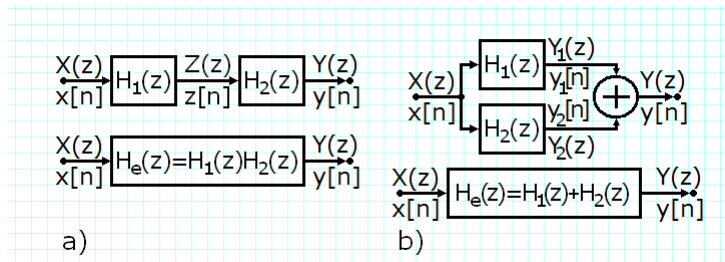 X(z) H₁(z) Z(z) H₂(z) Y(z)
x[n] z[n] y[n]
X(z) Hₑ(z)=H₁(z)H₂(z) Y(z)
x[n] y[n]
a)
H₁(z) Y₁(z)
y₁[n]
X(z) + Y(z)
x[n] y[n]
y₂[n]
H₂(z) Y₂(z)
X(z) Hₑ(z)=H₁(z)+H₂(z) Y(z)
x[n] y[n]
b)